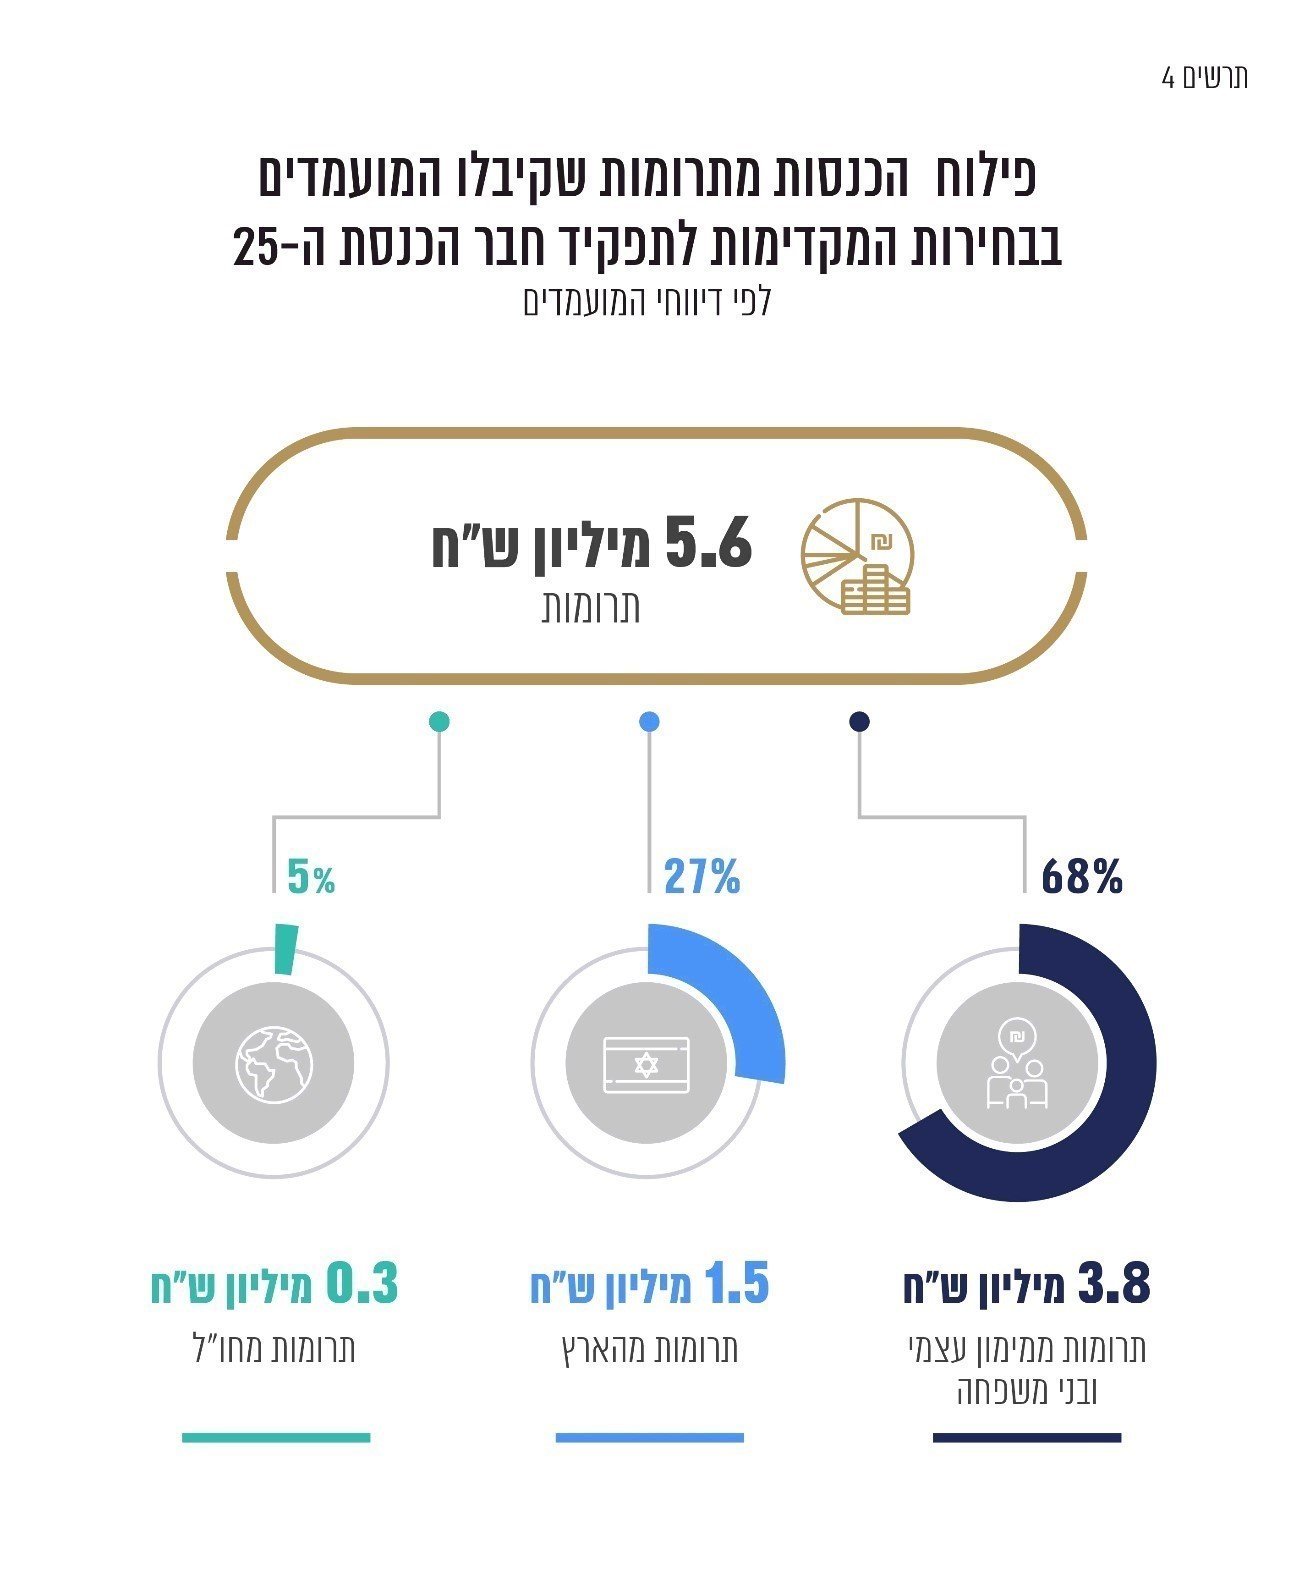 תרשים 4
פילוח הכנסות מתרומות שקיבלו המועמדים
בבחירות המקדימות לתפקיד חבר הכנסת ה-25
לפי דיווחי המועמדים
5.6 מיליון ש"ח
₪
תרומות
68%
27%
5%
₪
3.8 מיליון ש"ח
תרומות ממימון עצמי
ובני משפחה
1.5 מיליון ש"ח
תרומות מהארץ
0.3 מיליון ש"ח
תרומות מחו"ל